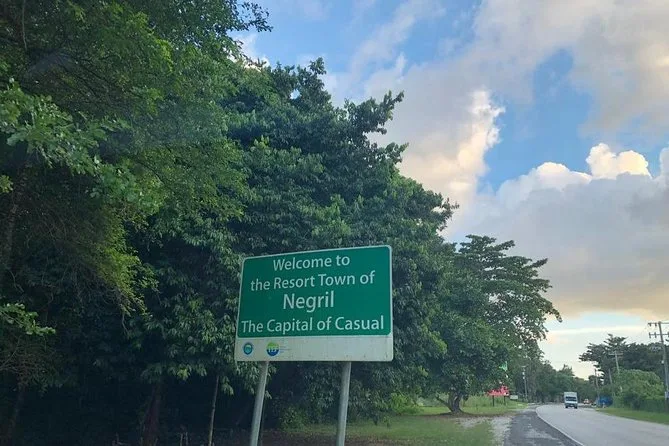 Welcome to
the Resort Town of
Negril
The Capital of Casual